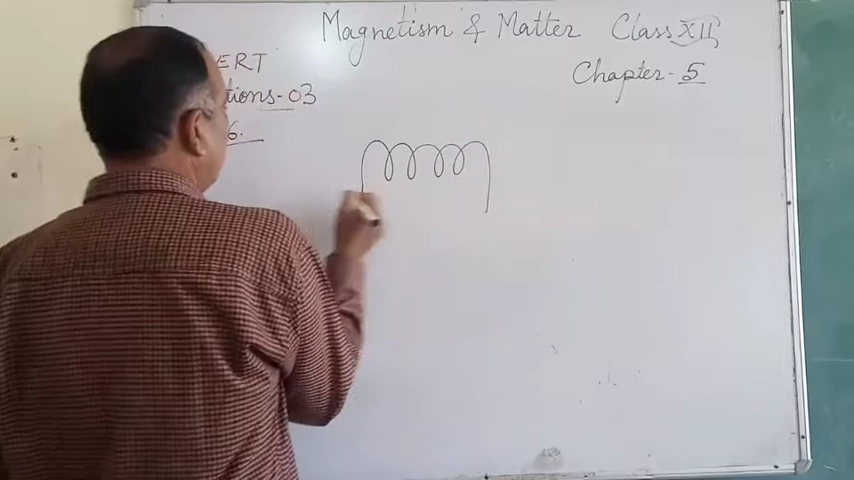 Magnetism & Matter Class XII
ERT
Chapter-5
tions-03
6.